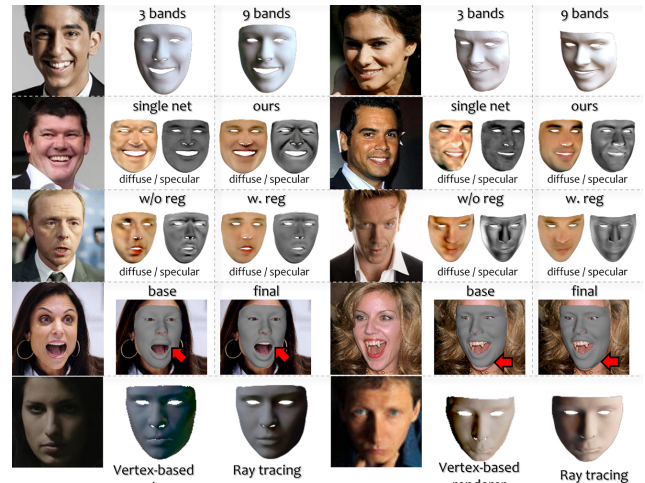 3 bands 9 bands 3 bands 9 bands
single net ours single net ours
diffuse / specular diffuse / specular diffuse / specular diffuse / specular
w/o reg w. reg w/o reg w. reg
diffuse / specular diffuse / specular diffuse / specular diffuse / specular
base final base final
Vertex-based Ray tracing Vertex-based Ray tracing